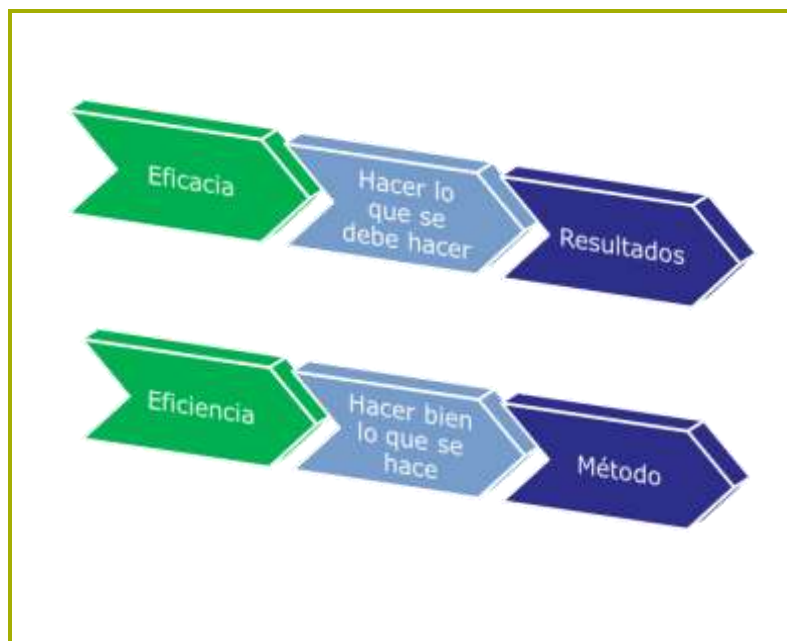 Eficacia
Hacer lo
que se
debe hacer
Resultados
Eficiencia
Hacer bien
lo que se
hace
Método